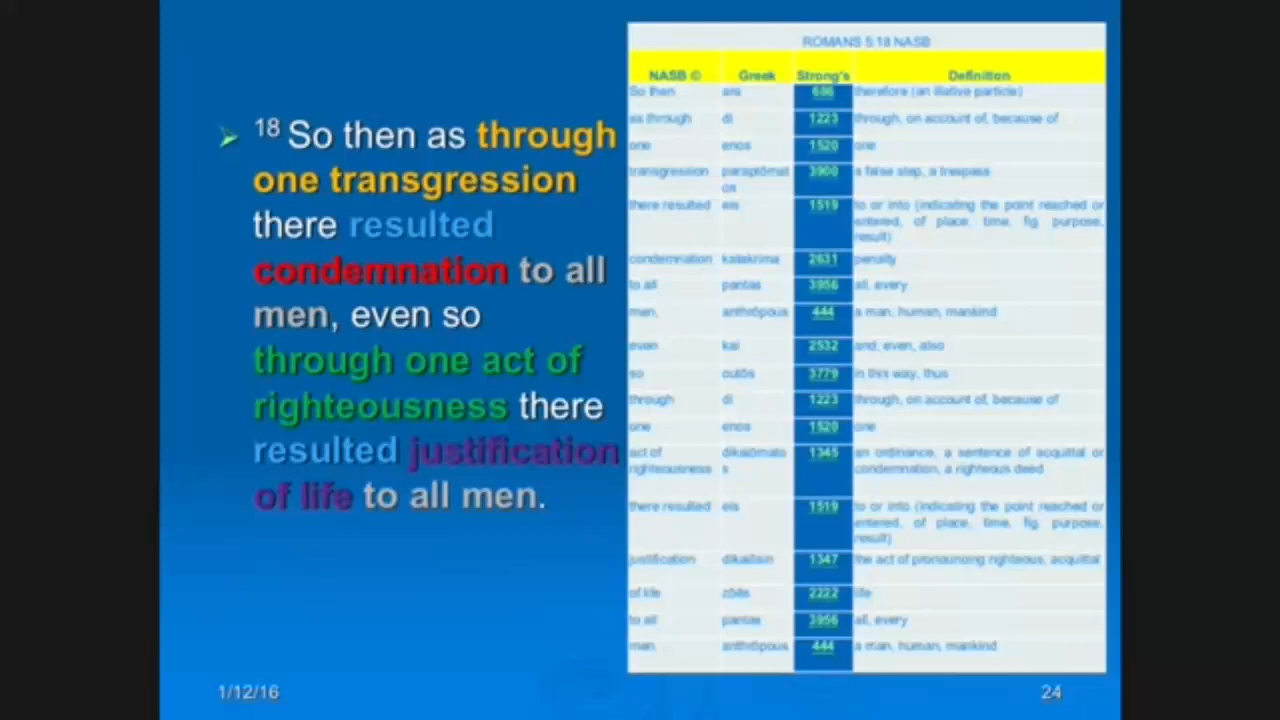 18 So then as through
one transgression
there resulted
condemnation to all
men, even so
through one act of
righteousness there
resulted justification
of life to all men.
ROMANS 5:18 NASB
NASB © Greek Strong's Definition
So then ara 686 therefore (an illative particle)
as through di 1223 through, on account of, because of
one enos 1520 one
transgression paraptōmat 3900 a false step, a trespass
os
there resulted eis 1519 to or into (indicating the point reached or
entered, of place, time, fig. purpose,
result)
condemnation katakrima 2631 penalty
to all pantas 3956 all, every
men, anthrōpous 444 a man, human, mankind
even kai 2532 and, even, also
so outōs 3779 in this way, thus
through di 1223 through, on account of, because of
one enos 1520 one
act of dikaiōmato 1345 an ordinance, a sentence of acquittal or
righteousness s condemnation, a righteous deed
there resulted eis 1519 to or into (indicating the point reached or
entered, of place, time, fig. purpose,
result)
justification dikaiōsin 1347 the act of pronouncing righteous, acquittal
of life zōēs 2222 life
to all pantas 3956 all, every
men. anthrōpous 444 a man, human, mankind
1/12/16
24